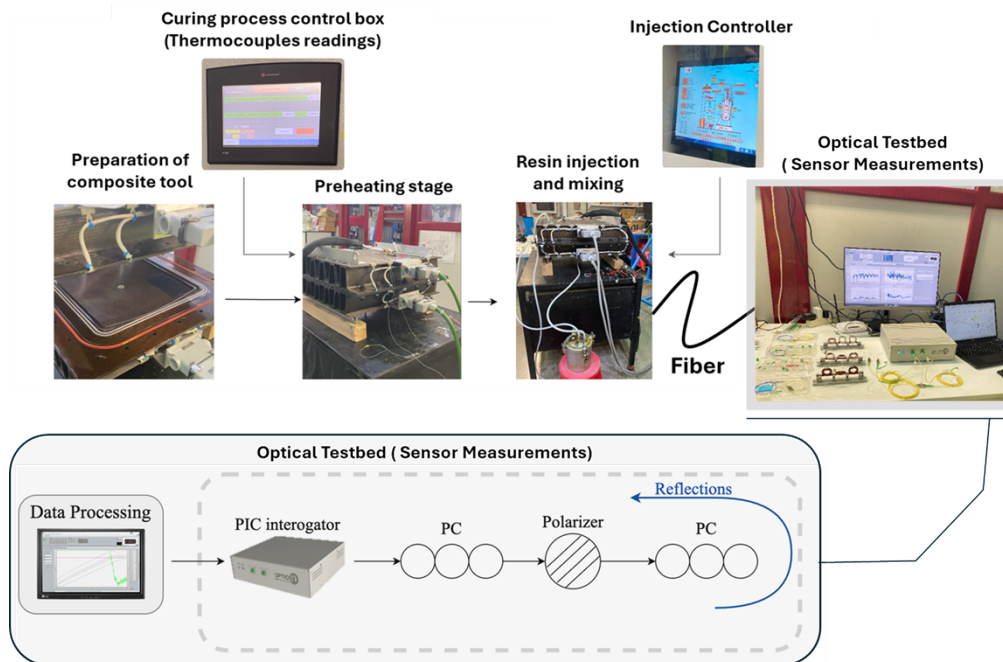 Curing process control box
(Thermocouples readings)
Injection Controller
Preparation of
composite tool
Preheating stage
Resin injection
and mixing
Optical Testbed
( Sensor Measurements)
Fiber
Optical Testbed ( Sensor Measurements)
Data Processing
PIC interogator
PC
Polarizer
PC
Reflections